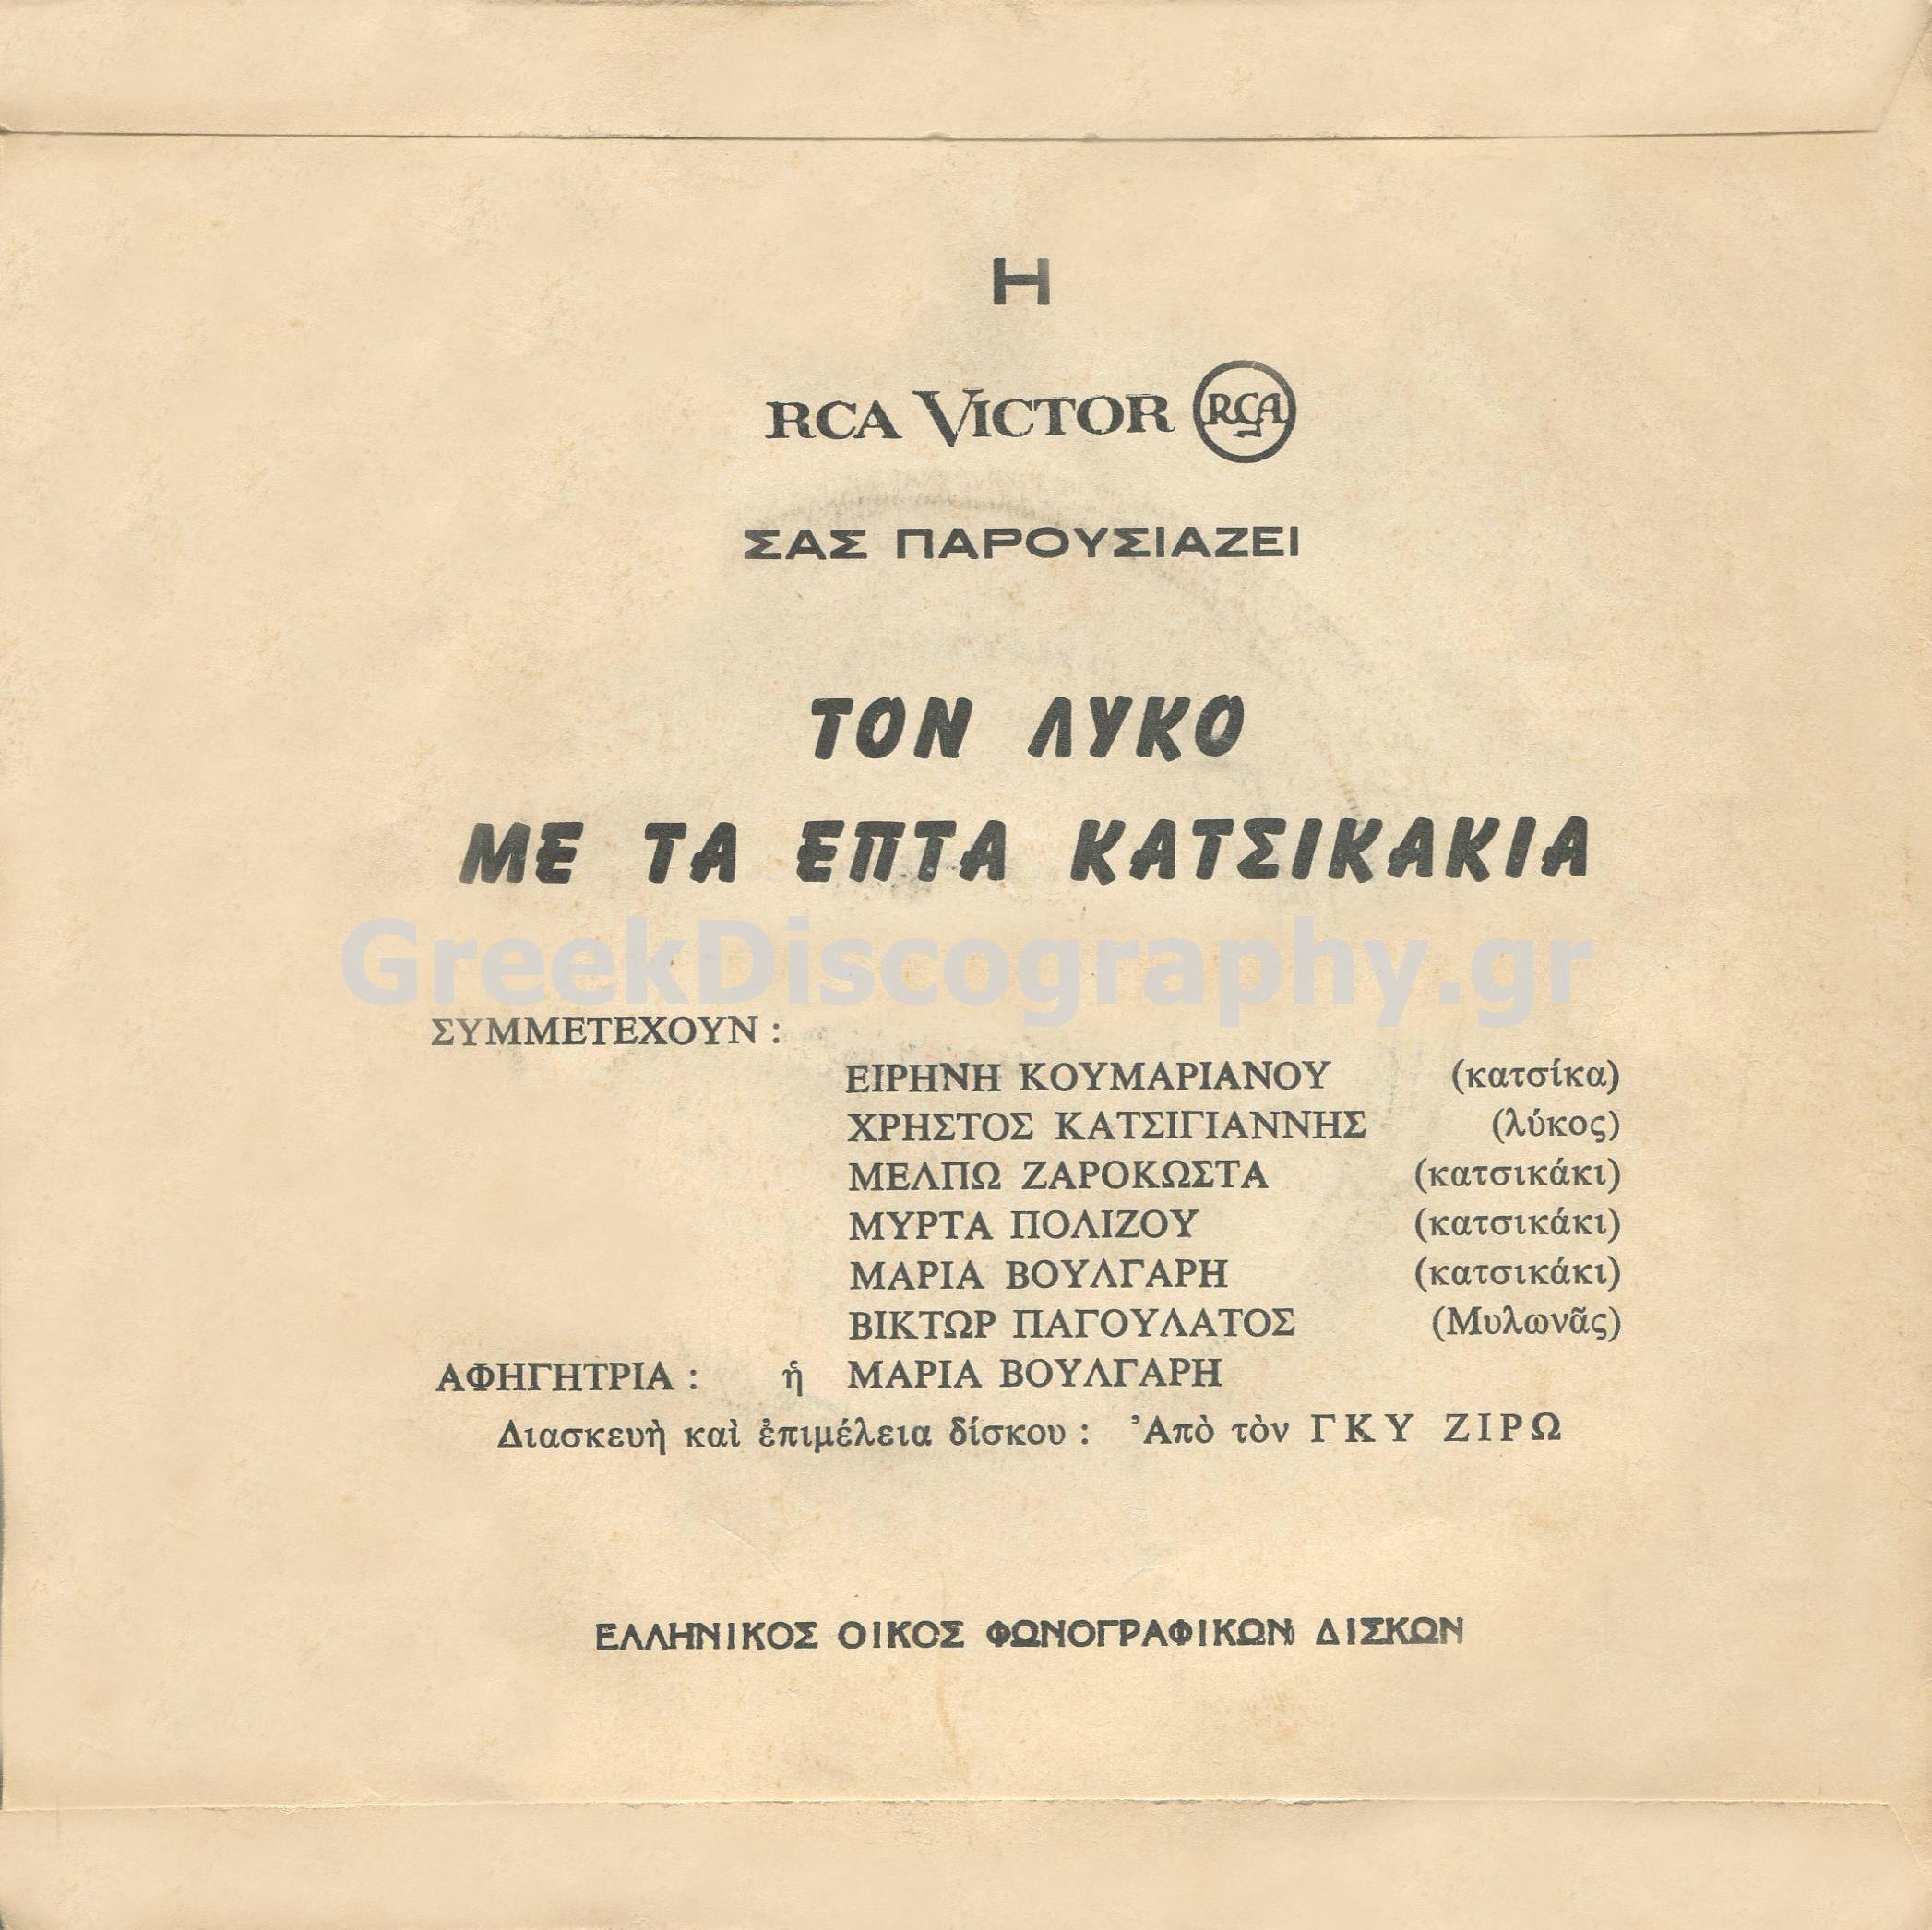 Η
RCA VICTOR RCA
ΣΑΣ ΠΑΡΟΥΣΙΑΖΕΙ
ΤΟΝ ΛΥΚΟ
ΜΕ ΤΑ ΕΠΤΑ ΚΑΤΣΙΚΑΚΙΑ
GreekDiscography.gr
ΣΥΜΜΕΤΕΧΟΥΝ :
ΕΙΡΗΝΗ ΚΟΥΜΑΡΙΑΝΟΥ (κατσίκα)
ΧΡΗΣΤΟΣ ΚΑΤΣΙΓΙΑΝΝΗΣ (λύκος)
ΜΕΛΠΩ ΖΑΡΟΚΩΣΤΑ (κατσικάκι)
ΜΥΡΤΑ ΠΟΛΙΖΟΥ (κατσικάκι)
ΜΑΡΙΑ ΒΟΥΛΓΑΡΗ (κατσικάκι)
ΒΙΚΤΩΡ ΠΑΓΟΥΛΑΤΟΣ (Μυλωνᾶς)
ΑΦΗΓΗΤΡΙΑ : ἡ ΜΑΡΙΑ ΒΟΥΛΓΑΡΗ
Διασκευὴ καὶ ἐπιμέλεια δίσκου : Ἀπὸ τὸν ΓΚΥ ΖΙΡΩ
ΕΛΛΗΝΙΚΟΣ ΟΙΚΟΣ ΦΩΝΟΓΡΑΦΙΚΩΝ ΔΙΣΚΩΝ